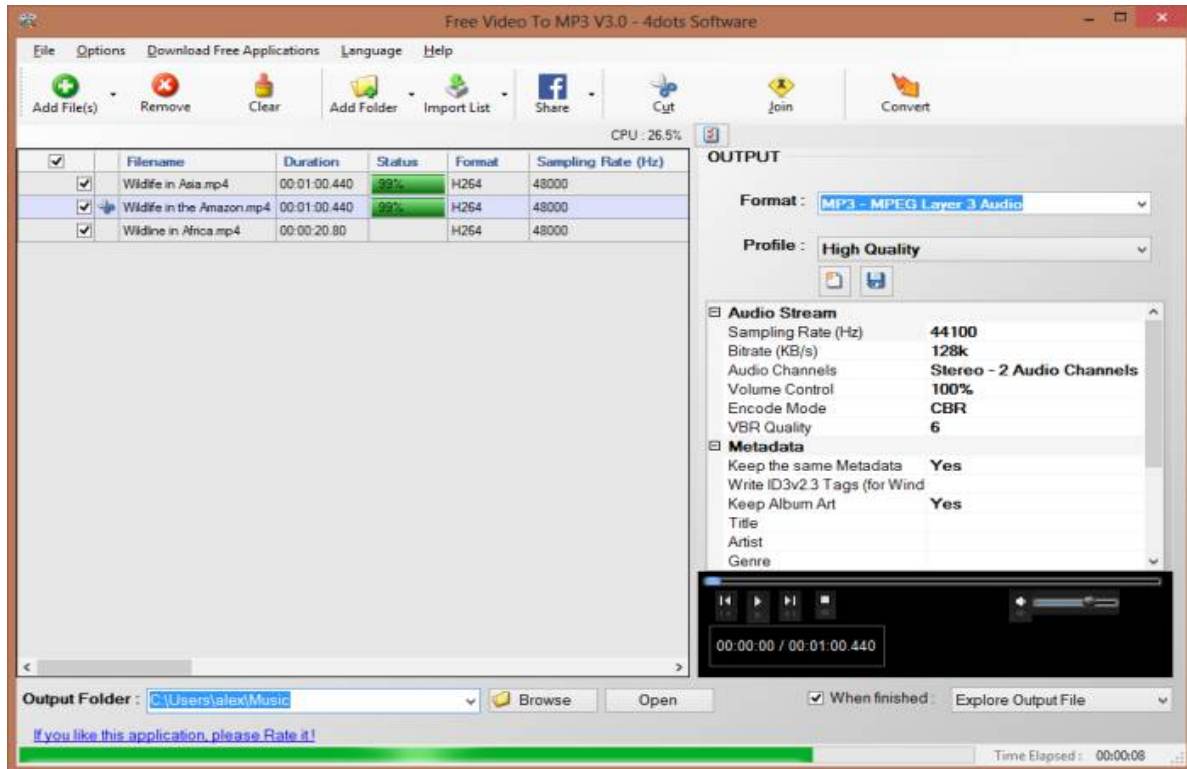 Free Video To MP3 V3.0 - 4dots Software
File Options Download Free Applications Language Help
Add File(s) Remove Clear Add Folder Import List Share Cut Join Convert
CPU : 26.5%
Filename Duration Status Format Sampling Rate (Hz)
Wildife in Asia.mp4 00:01:00.440 99% H264 48000
Wildife in the Amazon.mp4 00:01:00.440 99% H264 48000
Wildline in Africa.mp4 00:00:20.80 H264 48000
OUTPUT
Format : MP3 - MPEG Layer 3 Audio
Profile : High Quality
Audio Stream
Sampling Rate (Hz) 44100
Bitrate (KB/s) 128k
Audio Channels Stereo - 2 Audio Channels
Volume Control 100%
Encode Mode CBR
VBR Quality 6
Metadata
Keep the same Metadata Yes
Write ID3v2.3 Tags (for Wind
Keep Album Art Yes
Title
Artist
Genre
00:00:00 / 00:01:00.440
Output Folder : C:\Users\alex\Music Browse Open When finished : Explore Output File
If you like this application, please Rate it!
Time Elapsed : 00:00:08